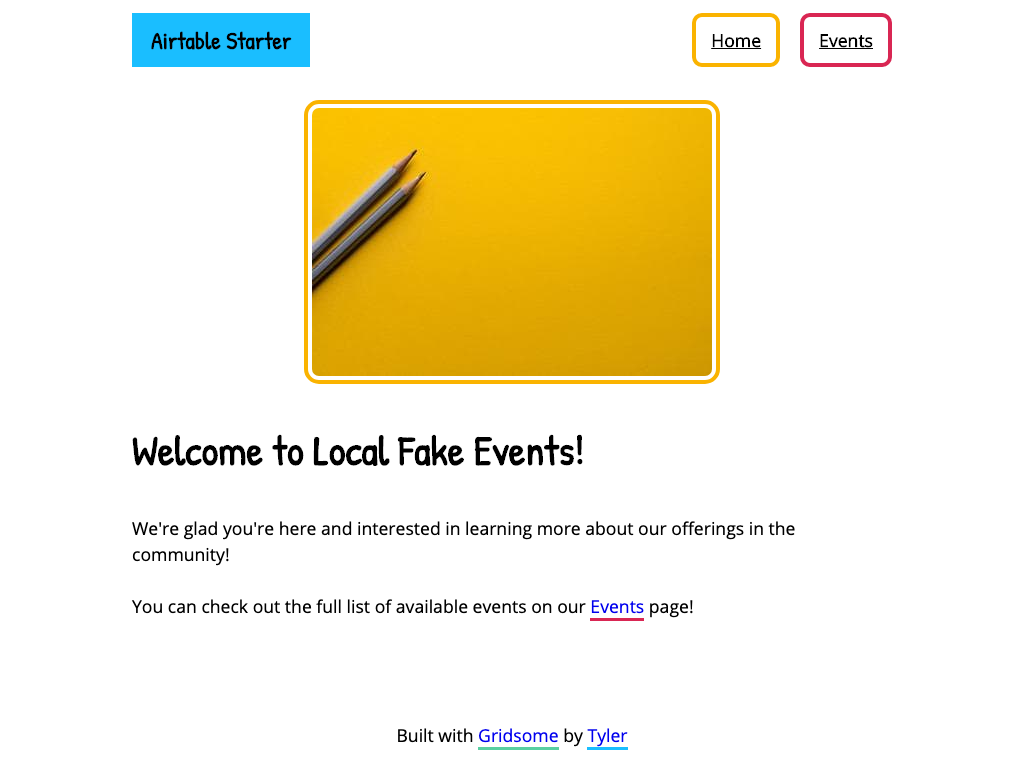 Airtable Starter
Home
Events
Welcome to Local Fake Events!
We're glad you're here and interested in learning more about our offerings in the
community!
You can check out the full list of available events on our Events page!
Built with Gridsome by Tyler